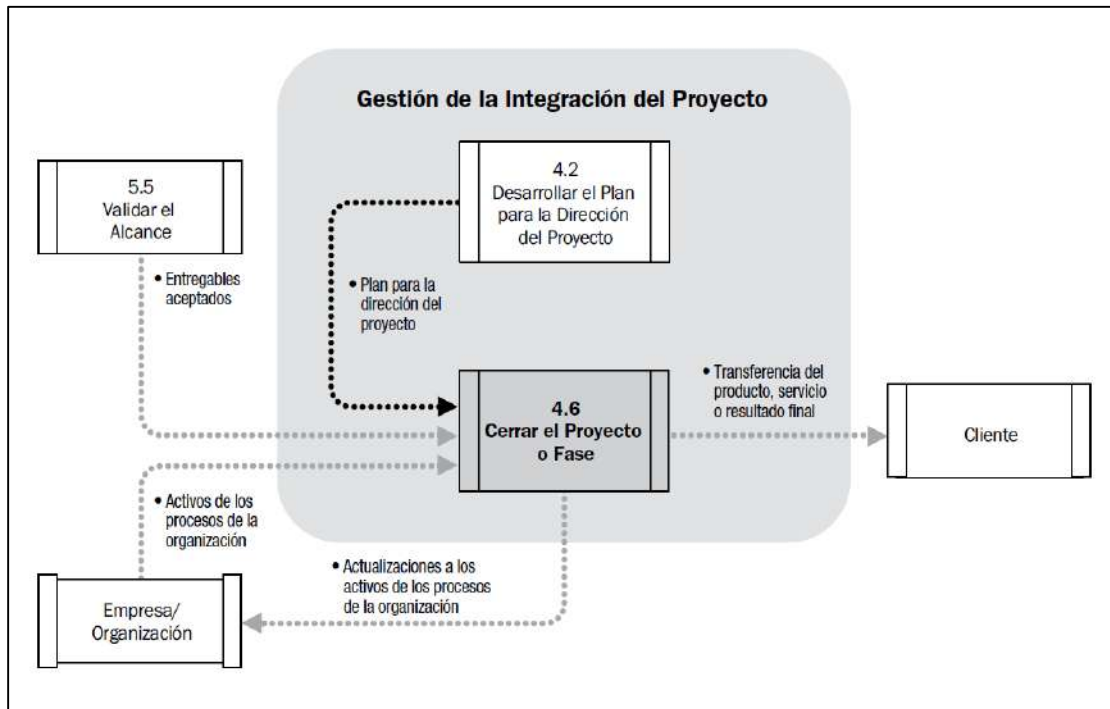 Gestión de la Integración del Proyecto
5.5
Validar el
Alcance
4.2
Desarrollar el Plan
para la Dirección
del Proyecto
• Entregables
aceptados
• Plan para la
dirección del
proyecto
4.6
Cerrar el Proyecto
o Fase
• Transferencia del
producto, servicio
o resultado final
Cliente
• Activos de los
procesos de la
organización
• Actualizaciones a los
activos de los procesos
de la organización
Empresa/
Organización